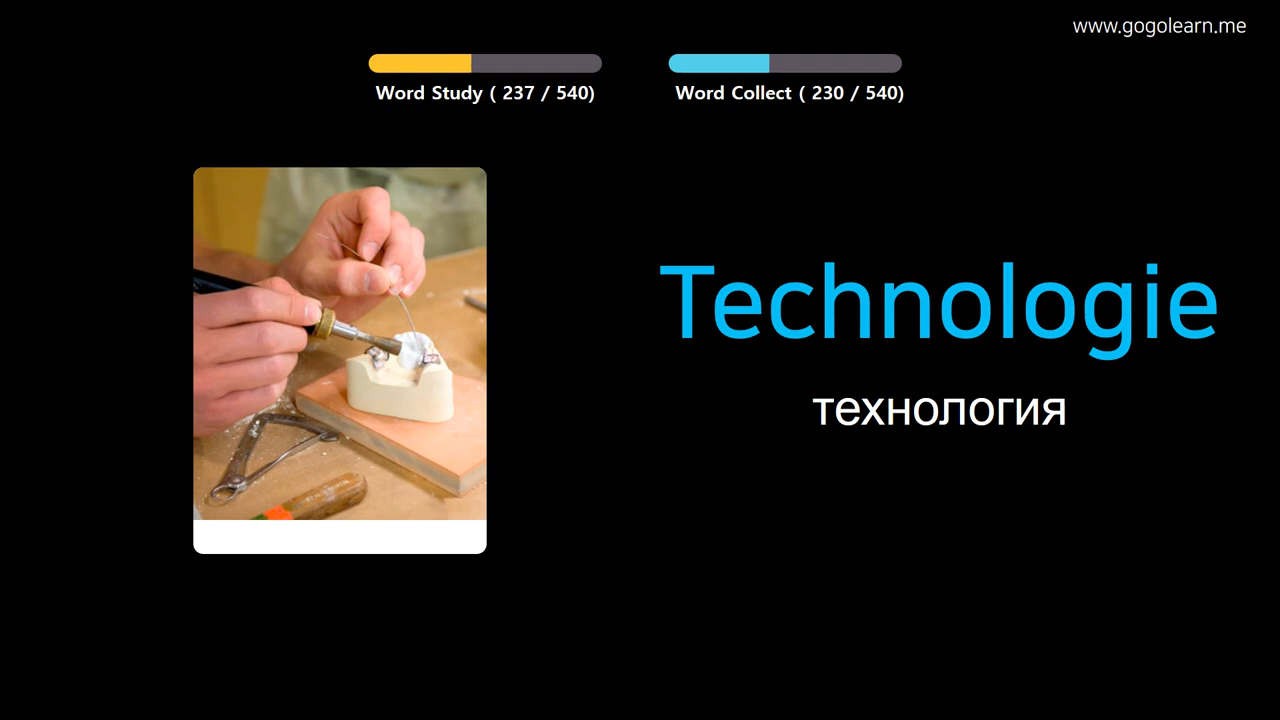 www.gogolearn.me
Word Study ( 237 / 540)
Word Collect ( 230 / 540)
Technologie
технология